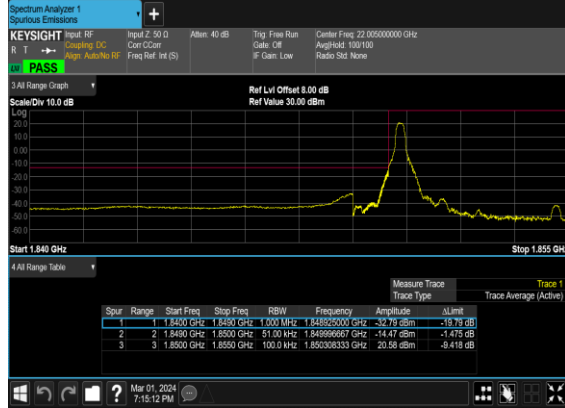 Spectrum Analyzer 1
Spurious Emissions
+
KEYSIGHT Input: RF Input Z: 50 Ω Atten: 40 dB Trig: Free Run Center Freq: 22.005000000 GHz
R T Coupling: DC Corr CCorr Gate: Off Avg|Hold: 100/100
Align: Auto/No RF Freq Ref: Int (S) IF Gain: Low Radio Std: None
PASS
3 All Range Graph
Ref Lvl Offset 8.00 dB
Scale/Div 10.0 dB Ref Value 30.00 dBm
Log
20.0
10.0
0.00
-10.0
-20.0
-30.0
-40.0
-50.0
-60.0
Start 1.840 GHz Stop 1.855 GH
4 All Range Table
Measure Trace Trace 1
Trace Type Trace Average (Active)
Spur Range Start Freq Stop Freq RBW Frequency Amplitude ΔLimit
1 1 1.8400 GHz 1.8490 GHz 1.000 MHz 1.848925000 GHz -32.79 dBm -19.79 dB
2 2 1.8490 GHz 1.8500 GHz 51.00 kHz 1.849996667 GHz -14.47 dBm -1.475 dB
3 3 1.8500 GHz 1.8550 GHz 100.0 kHz 1.850308333 GHz 20.58 dBm -9.418 dB
? Mar 01, 2024
7:15:12 PM